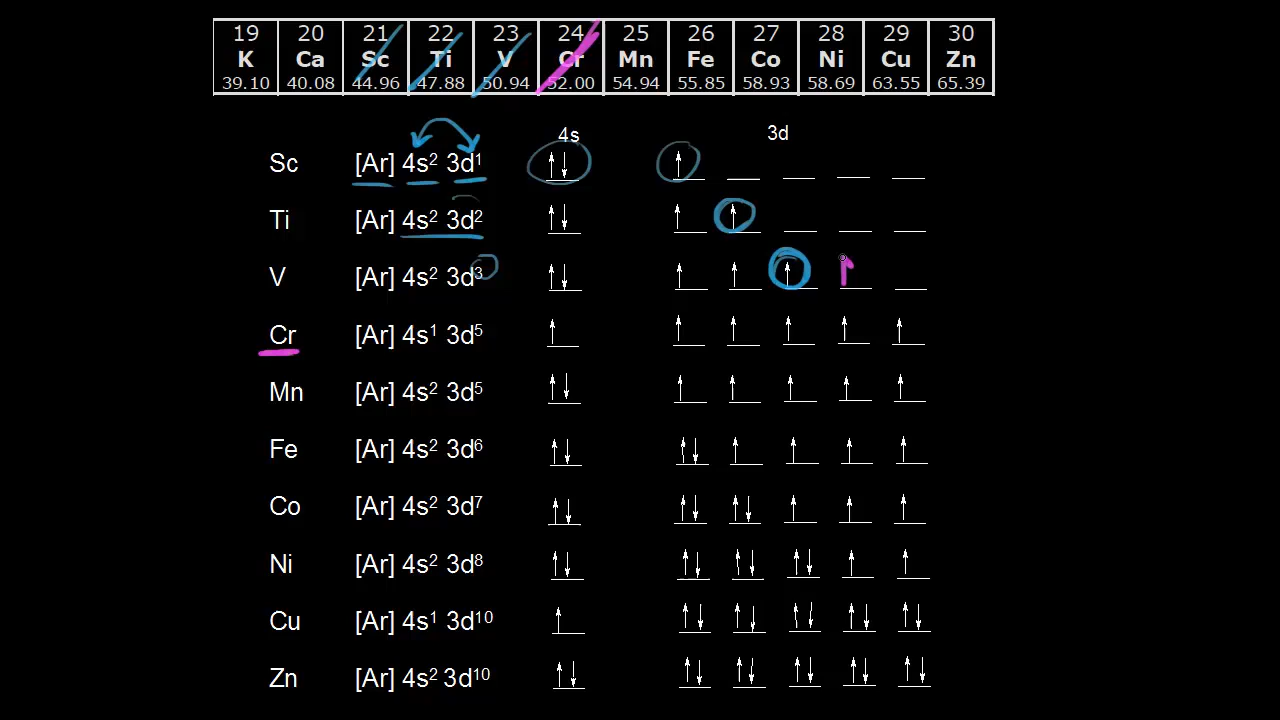 19 20 21 22 23 24 25 26 27 28 29 30
K Ca Sc Ti V Cr Mn Fe Co Ni Cu Zn
39.10 40.08 44.96 47.88 50.94 52.00 54.94 55.85 58.93 58.69 63.55 65.39
4s 3d
Sc [Ar] 4s² 3d¹
Ti [Ar] 4s² 3d²
V [Ar] 4s² 3d³
Cr [Ar] 4s¹ 3d⁵
Mn [Ar] 4s² 3d⁵
Fe [Ar] 4s² 3d⁶
Co [Ar] 4s² 3d⁷
Ni [Ar] 4s² 3d⁸
Cu [Ar] 4s¹ 3d¹⁰
Zn [Ar] 4s² 3d¹⁰